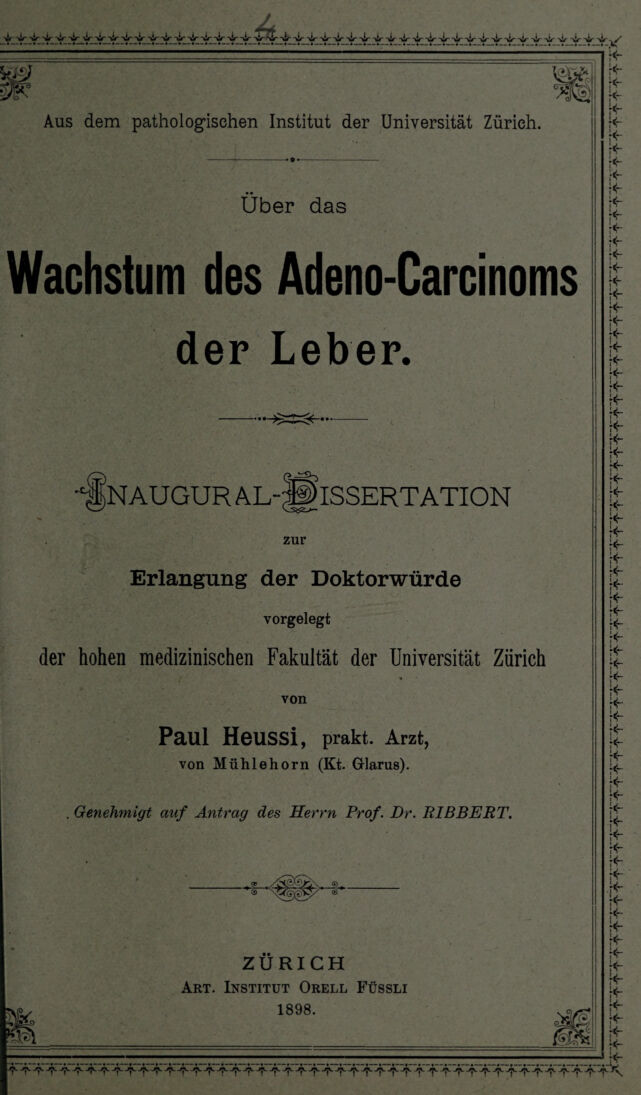 4
Aus dem pathologischen Institut der Universität Zürich.
Über das
Wachstum des Adeno-Carcinoms
der Leber.
INAUGURAL-DISSERTATION
zur
Erlangung der Doktorwürde
vorgelegt
der hohen medizinischen Fakultät der Universität Zürich
von
Paul Heussi, prakt. Arzt,
von Mühlehorn (Kt. Glarus).
Genehmigt auf Antrag des Herrn Prof. Dr. RIBBERT.
ZÜRICH
ART. INSTITUT ORELL FÜSSLI
1898.